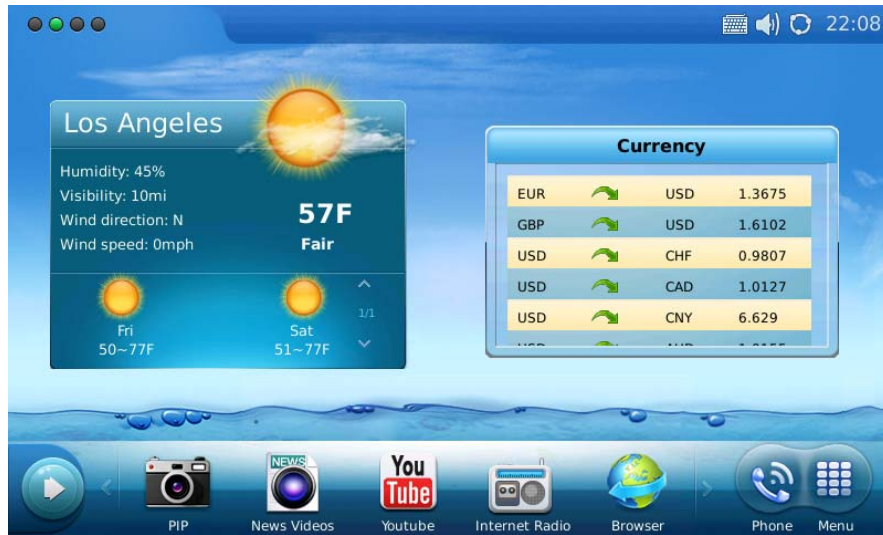 22:08
Los Angeles
Humidity: 45%
Visibility: 10mi
Wind direction: N
Wind speed: 0mph
57F
Fair
Fri
50~77F
Sat
51~77F
1/1
Currency
EUR USD 1.3675
GBP USD 1.6102
USD CHF 0.9807
USD CAD 1.0127
USD CNY 6.629
NEWS
You
Tube
PIP
News Videos
Youtube
Internet Radio
Browser
Phone
Menu